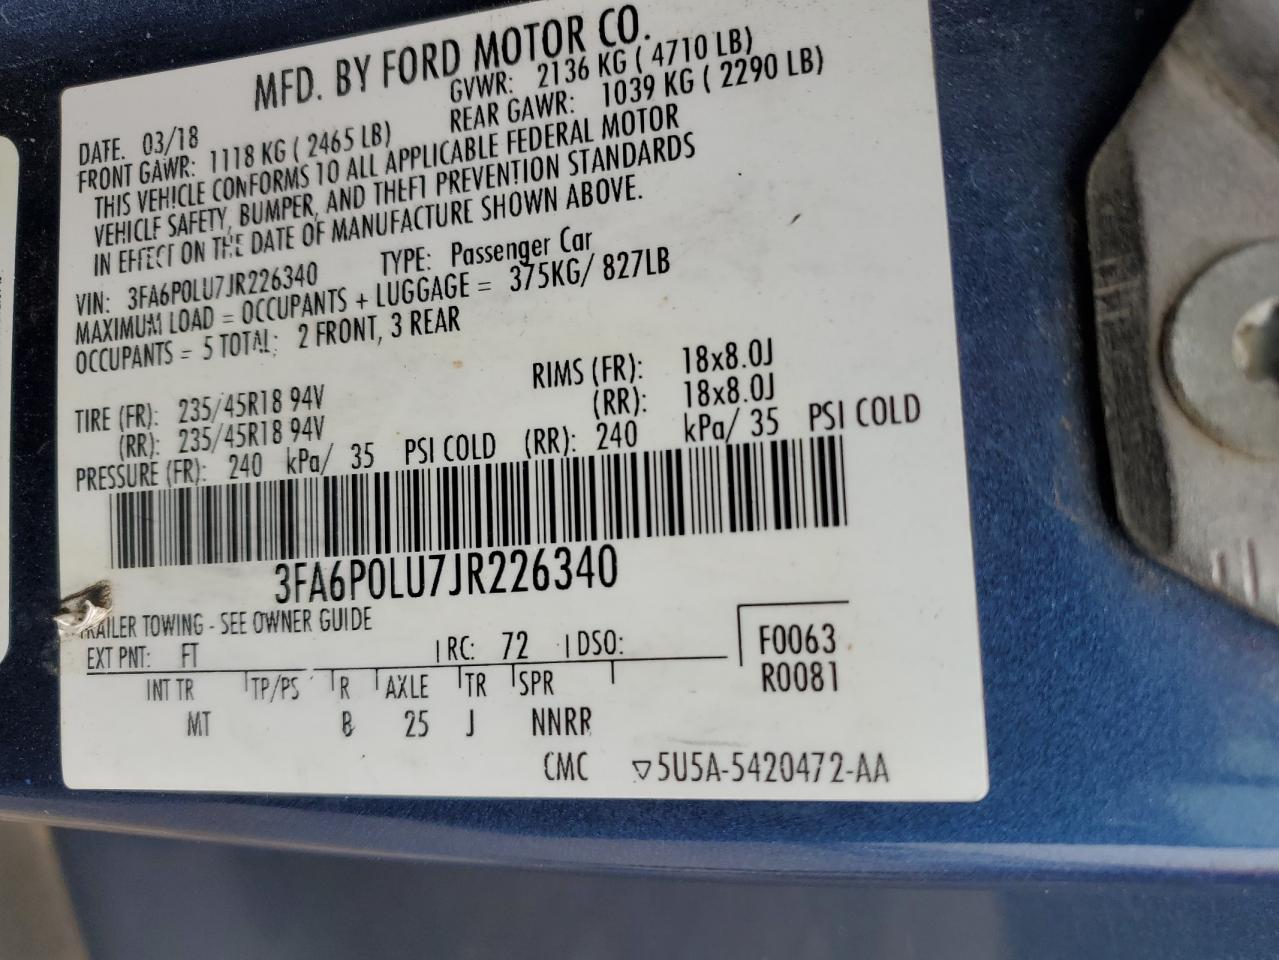 MFD. BY FORD MOTOR CO.
DATE. 03/18 GVWR: 2136 KG ( 4710 LB)
FRONT GAWR: 1118 KG ( 2465 LB) REAR GAWR: 1039 KG ( 2290 LB)
THIS VEHICLE CONFORMS TO ALL APPLICABLE FEDERAL MOTOR
VEHICLE SAFETY, BUMPER, AND THEFT PREVENTION STANDARDS
IN EFFECT ON THE DATE OF MANUFACTURE SHOWN ABOVE.
VIN: 3FA6P0LU7JR226340 TYPE: Passenger Car
MAXIMUM LOAD = OCCUPANTS + LUGGAGE = 375KG/ 827LB
OCCUPANTS = 5 TOTAL: 2 FRONT, 3 REAR
TIRE (FR): 235/45R18 94V RIMS (FR): 18x8.0J
(RR): 235/45R18 94V (RR): 18x8.0J
PRESSURE (FR): 240 kPa/ 35 PSI COLD (RR): 240 kPa/ 35 PSI COLD
3FA6P0LU7JR226340
TRAILER TOWING - SEE OWNER GUIDE
EXT PNT: FT RC: 72 DSO: F0063
R0081
INT TR TP/PS R AXLE TR SPR
MT B 25 J NNRR
CMC ▽5U5A-5420472-AA